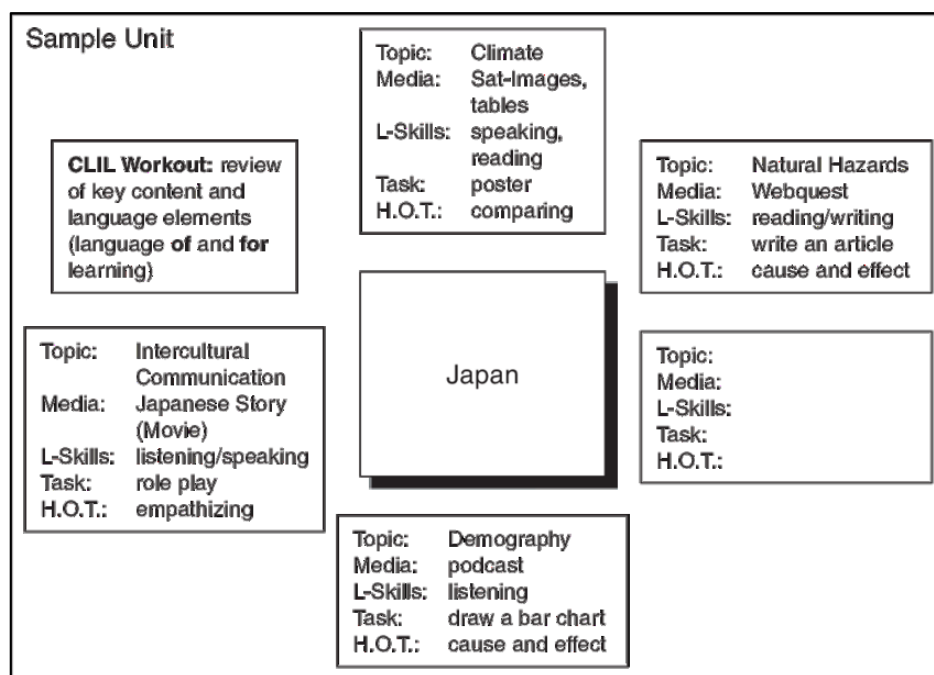 Sample Unit
Topic: Climate
Media: Sat-Images,
tables
L-Skills: speaking,
reading
Task: poster
H.O.T.: comparing
CLIL Workout: review
of key content and
language elements
(language of and for
learning)
Topic: Natural Hazards
Media: Webquest
L-Skills: reading/writing
Task: write an article
H.O.T.: cause and effect
Japan
Topic: Intercultural
Communication
Media: Japanese Story
(Movie)
L-Skills: listening/speaking
Task: role play
H.O.T.: empathizing
Topic:
Media:
L-Skills:
Task:
H.O.T.:
Topic: Demography
Media: podcast
L-Skills: listening
Task: draw a bar chart
H.O.T.: cause and effect